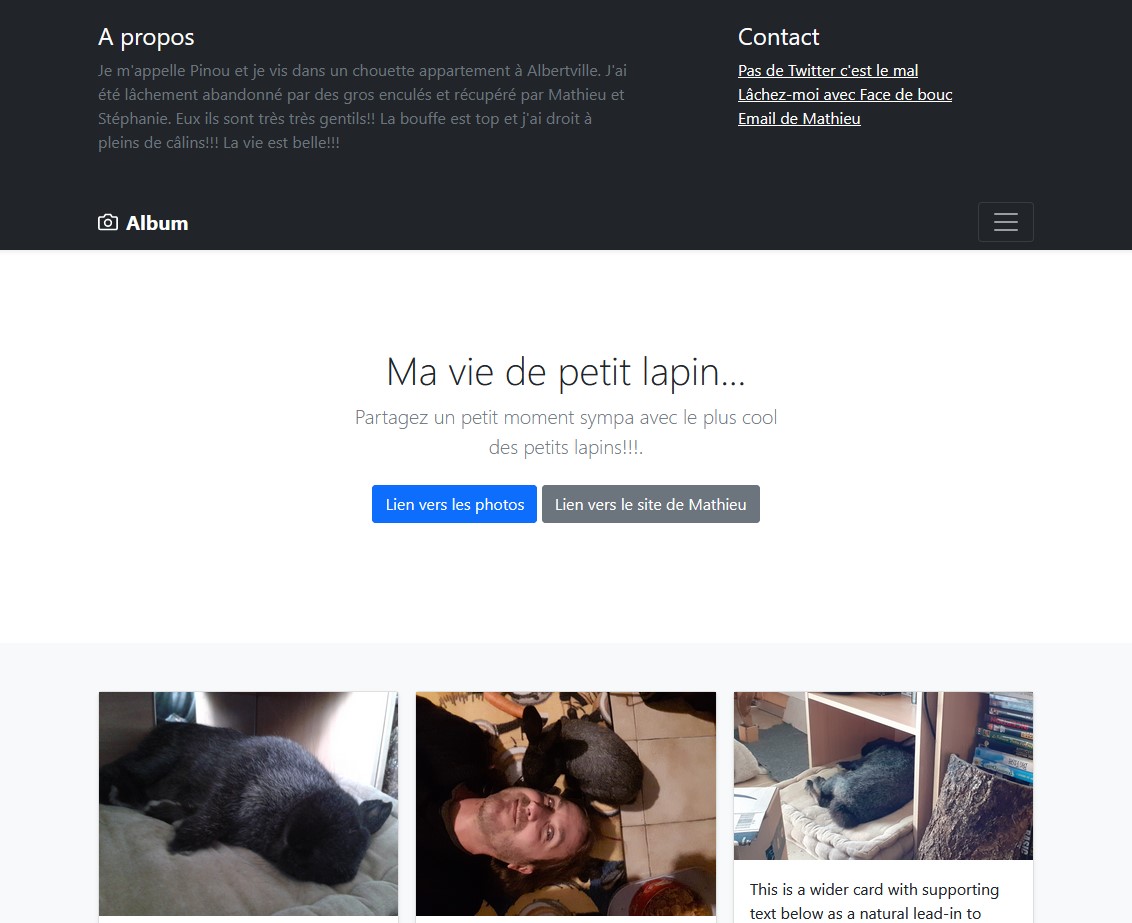 A propos
Je m'appelle Pinou et je vis dans un chouette appartement à Albertville. J'ai
été lâchement abandonné par des gros enculés et récupéré par Mathieu et
Stéphanie. Eux ils sont très très gentils!! La bouffe est top et j'ai droit à
pleins de câlins!!! La vie est belle!!!
Contact
Pas de Twitter c'est le mal
Lâchez-moi avec Face de bouc
Email de Mathieu
Album
Ma vie de petit lapin...
Partagez un petit moment sympa avec le plus cool
des petits lapins!!!.
Lien vers les photos
Lien vers le site de Mathieu
This is a wider card with supporting
text below as a natural lead-in to